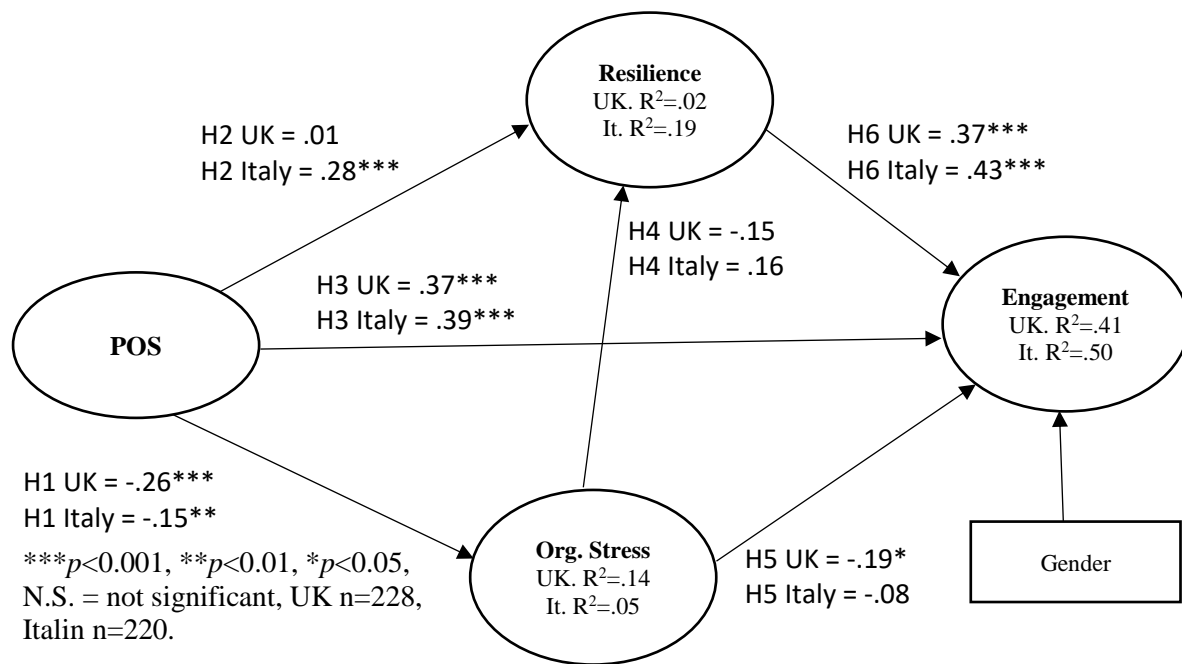 Resilience
UK. R²=.02
It. R²=.19
H2 UK = .01
H2 Italy = .28***
H6 UK = .37***
H6 Italy = .43***
H4 UK = -.15
H4 Italy = .16
H3 UK = .37***
H3 Italy = .39***
Engagement
UK. R²=.41
It. R²=.50
POS
H1 UK = -.26***
H1 Italy = -.15**
***p<0.001, **p<0.01, *p<0.05,
N.S. = not significant, UK n=228,
Italin n=220.
Org. Stress
UK. R²=.14
It. R²=.05
H5 UK = -.19*
H5 Italy = -.08
Gender